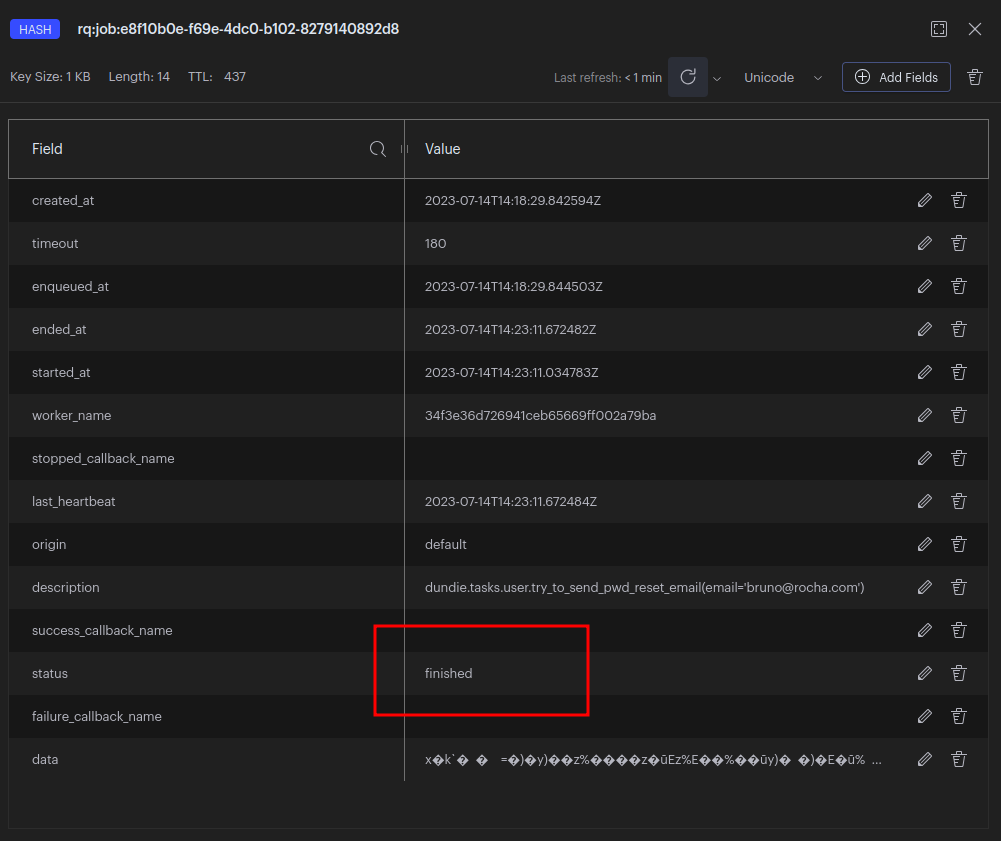 HASH rq:job:e8f10b0e-f69e-4dc0-b102-8279140892d8
Key Size: 1 KB Length: 14 TTL: 437 Last refresh: < 1 min Unicode Add Fields
Field Value
created_at 2023-07-14T14:18:29.842594Z
timeout 180
enqueued_at 2023-07-14T14:18:29.844503Z
ended_at 2023-07-14T14:23:11.672482Z
started_at 2023-07-14T14:23:11.034783Z
worker_name 34f3e36d726941ceb65669ff002a79ba
stopped_callback_name
last_heartbeat 2023-07-14T14:23:11.672484Z
origin default
description dundie.tasks.user.try_to_send_pwd_reset_email(email='bruno@rocha.com')
success_callback_name
status finished
failure_callback_name
data x�k`� � =�)�y)��z%����z�ūEz%E��%��ūy)� �)�E�ū% ...